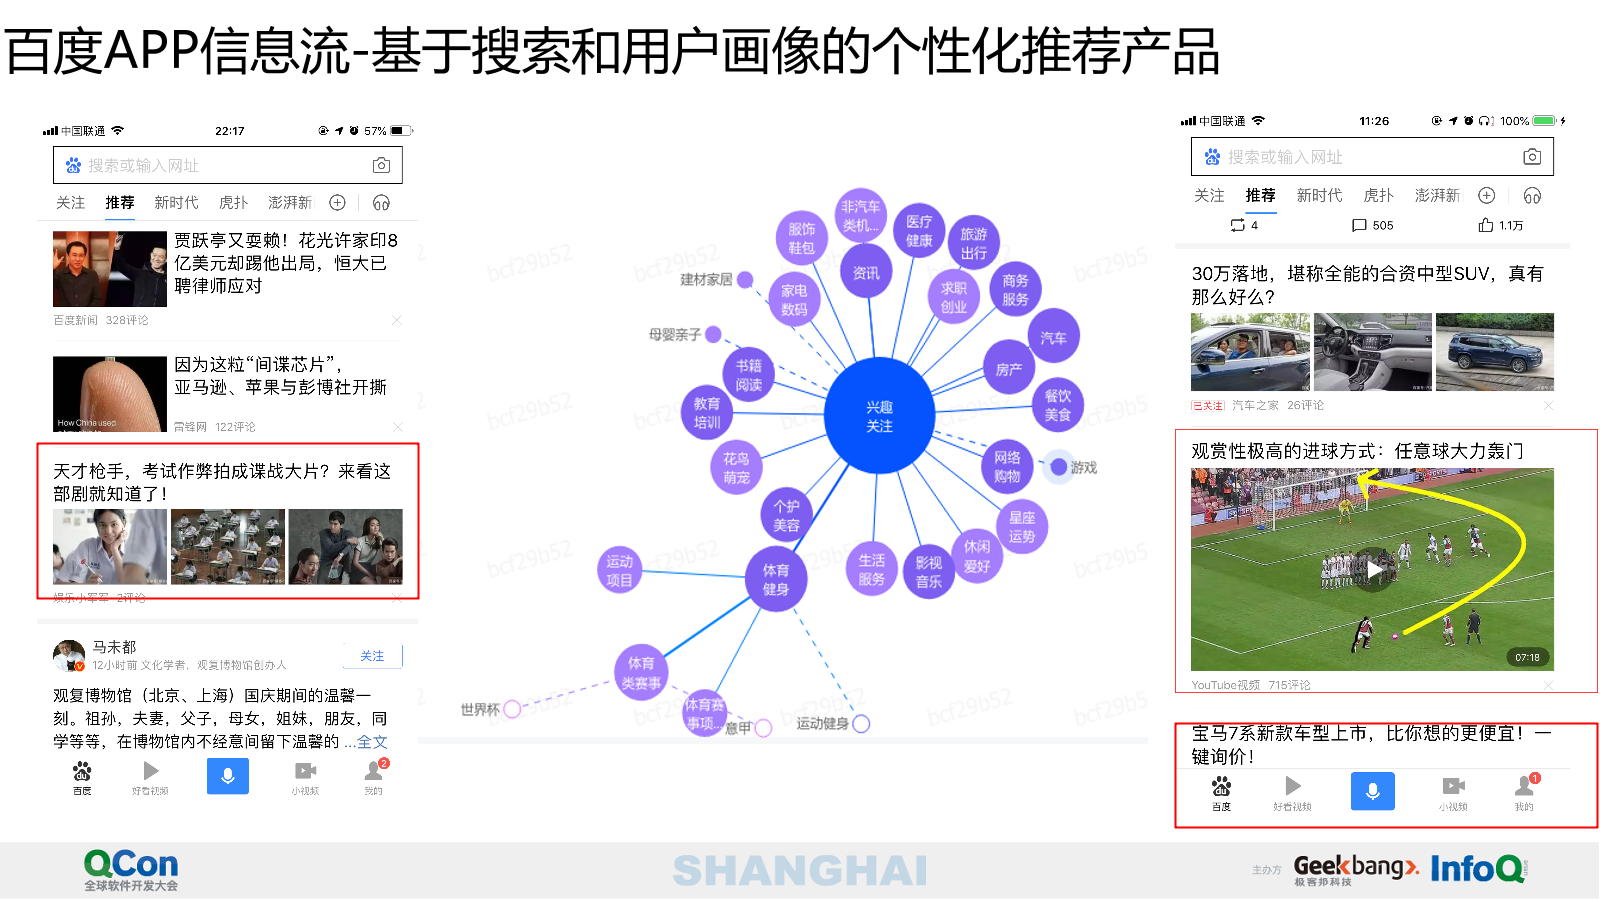 百度APP信息流-基于搜索和用户画像的个性化推荐产品
中国联通
22:17
57%
搜索或输入网址
关注 推荐 新时代 虎扑 澎湃新
贾跃亭又耍赖！花光许家印8
亿美元却踢他出局，恒大已
聘律师应对
百度新闻 328评论
因为这粒“间谍芯片”，
亚马逊、苹果与彭博社开撕
How China used
雷锋网 122评论
天才枪手，考试作弊拍成谍战大片？来看这
部剧就知道了！
娱乐小军军 2评论
马未都
12小时前 文化学者，观复博物馆创办人
关注
观复博物馆（北京、上海）国庆期间的温馨一
刻。祖孙，夫妻，父子，母女，姐妹，朋友，同
学等等，在博物馆内不经意间留下温馨的 ...全文
百度
好看视频
小视频
我的
2
非汽车
类机...
服饰
鞋包
医疗
健康
旅游
出行
资讯
建材家居
家电
数码
求职
创业
商务
服务
母婴亲子
汽车
书籍
阅读
房产
教育
培训
兴趣
关注
餐饮
美食
花鸟
萌宠
网络
购物
游戏
个护
美容
星座
运势
运动
项目
体育
健身
生活
服务
影视
音乐
休闲
爱好
体育
类赛事
世界杯
体育赛
事项...
意甲
运动健身
bcf29b52
bcf29b52
bcf29b52
bcf29b5
bcf29b52
bcf29b5
bcf29b52
bcf29b52
bcf29b5
bcf29b52
bcf29b52
bcf29b52
bcf29b5
中国联通
11:26
100%
搜索或输入网址
关注 推荐 新时代 虎扑 澎湃新
4
505
1.1万
30万落地，堪称全能的合资中型SUV，真有
那么好么？
已关注 汽车之家 26评论
观赏性极高的进球方式：任意球大力轰门
07:18
YouTube视频 715评论
宝马7系新款车型上市，比你想的更便宜！一
键询价！
百度
好看视频
小视频
我的
1
QCon
全球软件开发大会
SHANGHAI
主办方
Geekbang>.
极客邦科技
InfoQ